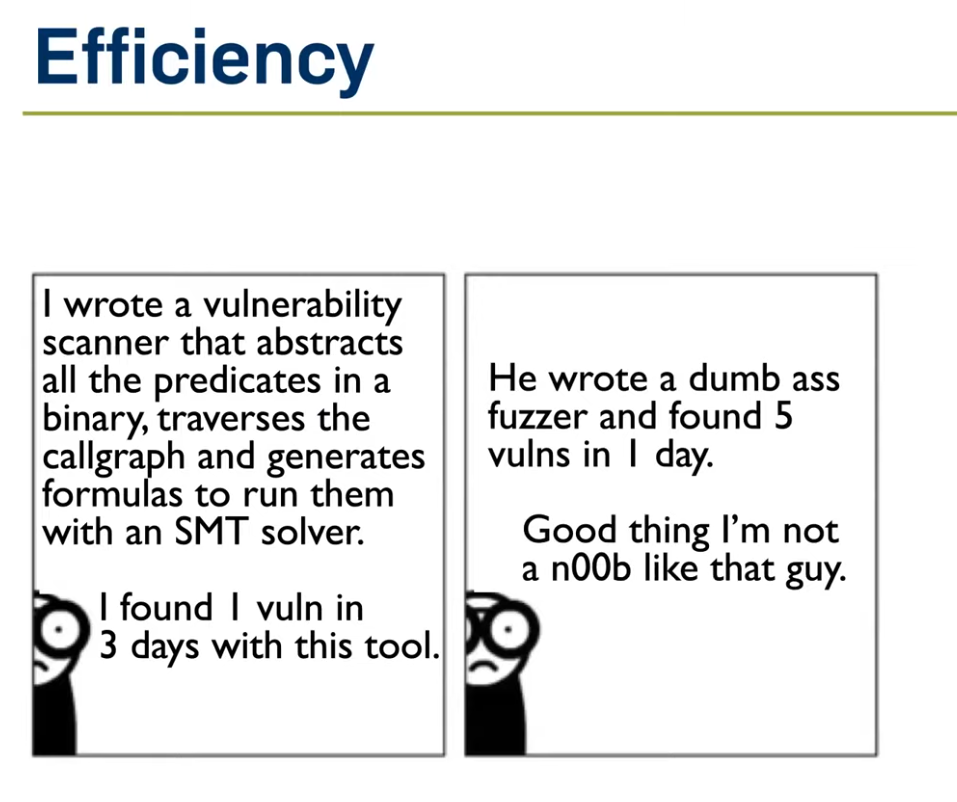 Efficiency
I wrote a vulnerability
scanner that abstracts
all the predicates in a
binary, traverses the
callgraph and generates
formulas to run them
with an SMT solver.
I found 1 vuln in
3 days with this tool.
He wrote a dumb ass
fuzzer and found 5
vulns in 1 day.
Good thing I’m not
a n00b like that guy.